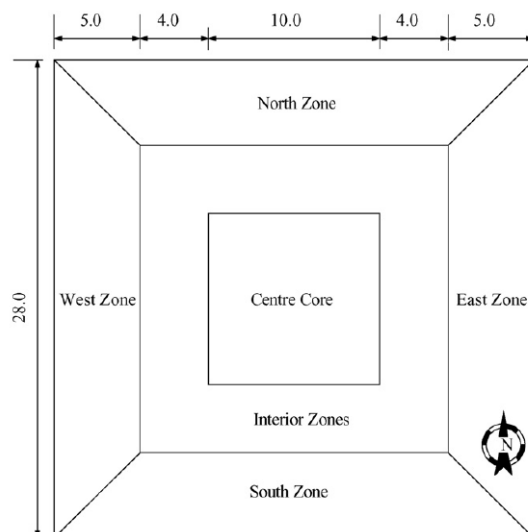 5.0 4.0 10.0 4.0 5.0
North Zone
28.0
West Zone
Centre Core
East Zone
Interior Zones
N
South Zone